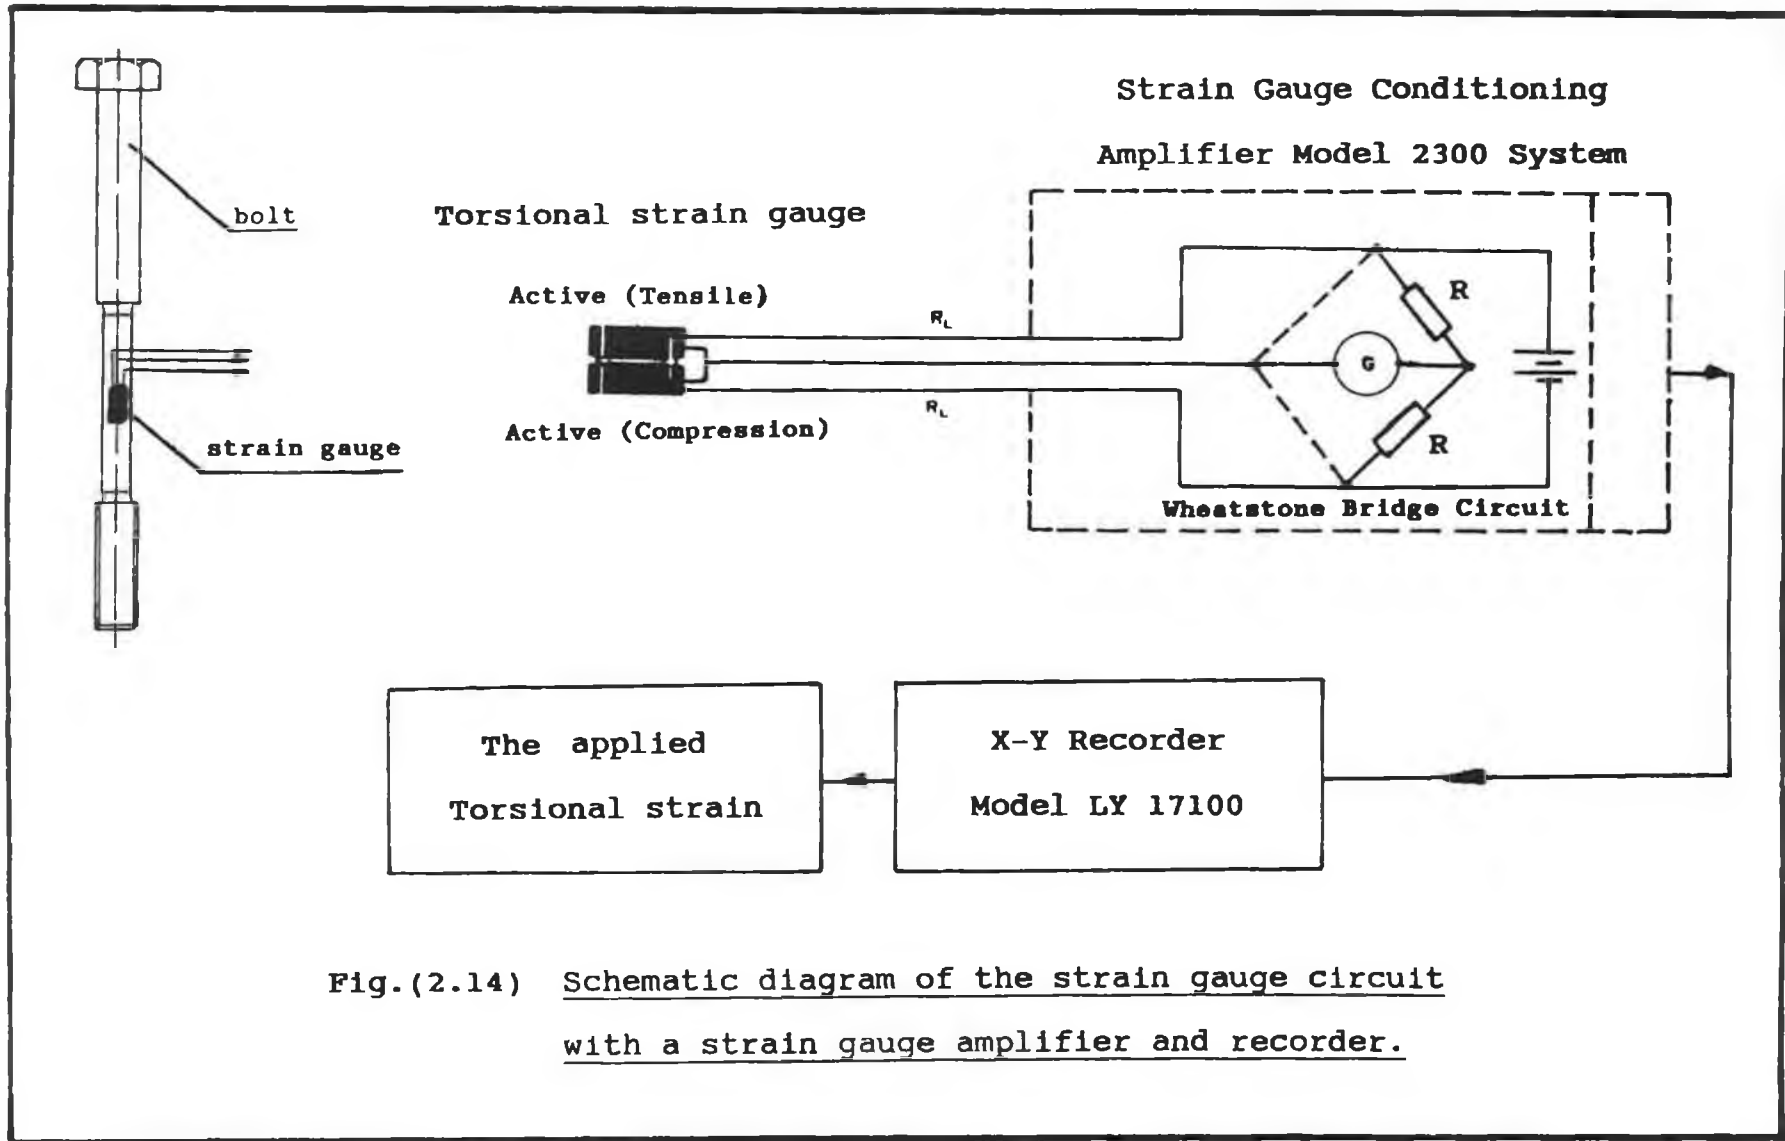 Strain Gauge Conditioning
Amplifier Model 2300 System
bolt
Torsional strain gauge
Active (Tensile)
R
RL
G
RL
Active (Compression)
strain gauge
R
Wheatstone Bridge Circuit
The applied
Torsional strain
X-Y Recorder
Model LY 17100
Fig.(2.14) Schematic diagram of the strain gauge circuit
with a strain gauge amplifier and recorder.